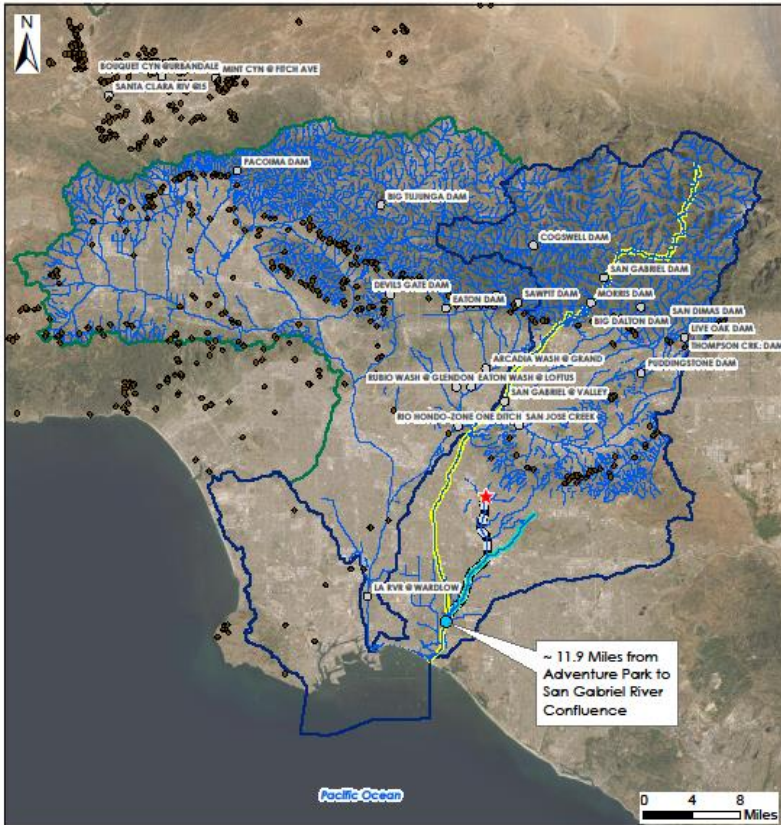 N
BOUQUET CYN @URBANDALE
MINT CYN @ FITCH AVE
SANTA CLARA RIV @I5
PACOIMA DAM
BIG TUJUNGA DAM
COGSWELL DAM
SAN GABRIEL DAM
DEVILS GATE DAM
EATON DAM
SAWPIT DAM
MORRIS DAM
SAN DIMAS DAM
BIG DALTON DAM
LIVE OAK DAM
THOMPSON CRK. DAM
ARCADIA WASH @ GRAND
PUDDINGSTONE DAM
RUBIO WASH @ GLENDON
EATON WASH @ LOFTUS
SAN GABRIEL @ VALLEY
RIO HONDO-ZONE ONE DITCH
SAN JOSE CREEK
LA RVR @ WARDLOW
~ 11.9 Miles from
Adventure Park to
San Gabriel River
Confluence
Pacific Ocean
0 4 8
Miles